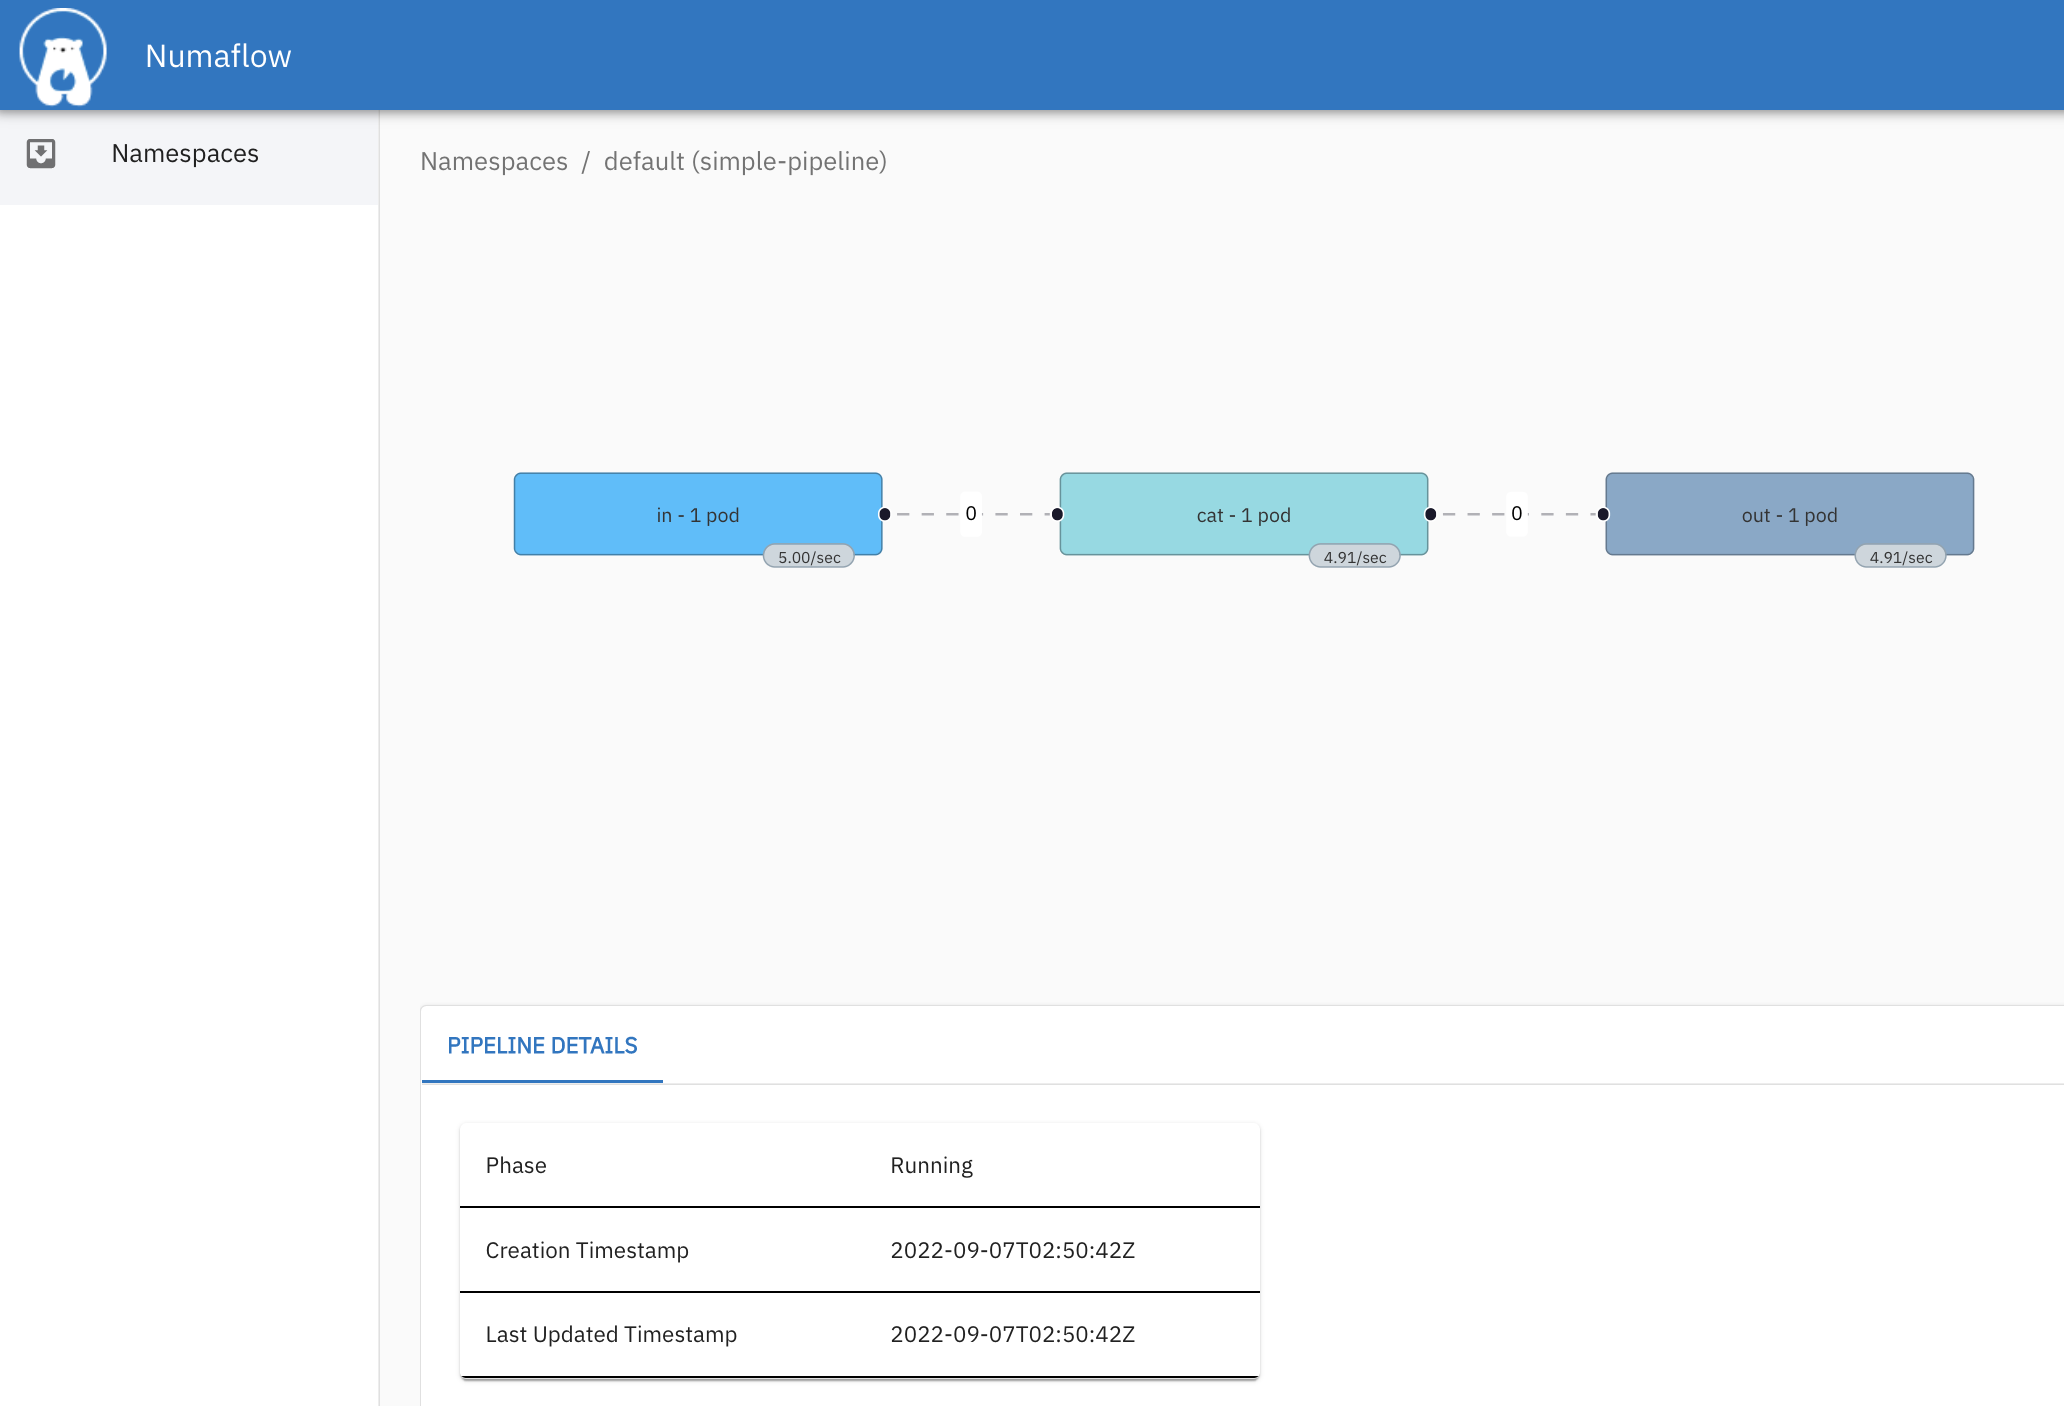 Numaflow
Namespaces
Namespaces / default (simple-pipeline)
in - 1 pod
5.00/sec
0
cat - 1 pod
4.91/sec
0
out - 1 pod
4.91/sec
PIPELINE DETAILS
Phase Running
Creation Timestamp 2022-09-07T02:50:42Z
Last Updated Timestamp 2022-09-07T02:50:42Z